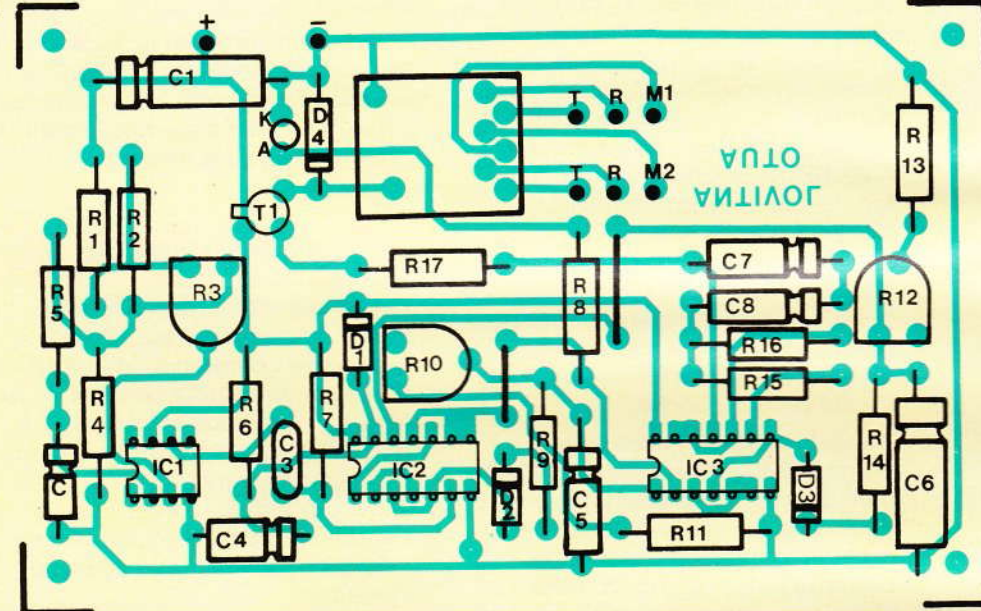 + −
C1
K
A
D4
T R M1
T R M2
AUTO
ANTIVOL
R13
R1
R2
T1
R5
R3
R17
R8
C7
C8
R12
R16
R15
D1
R10
R4
R6
R7
C3
R9
R14
C6
C
IC1
IC2
D2
C5
IC3
D3
C4
R11